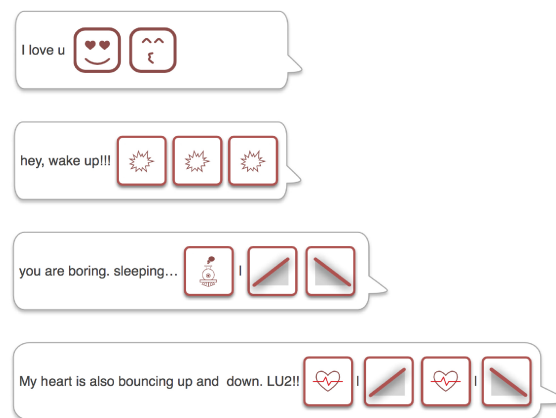 I love u
hey, wake up!!!
you are boring. sleeping… |
My heart is also bouncing up and down. LU2!! | |